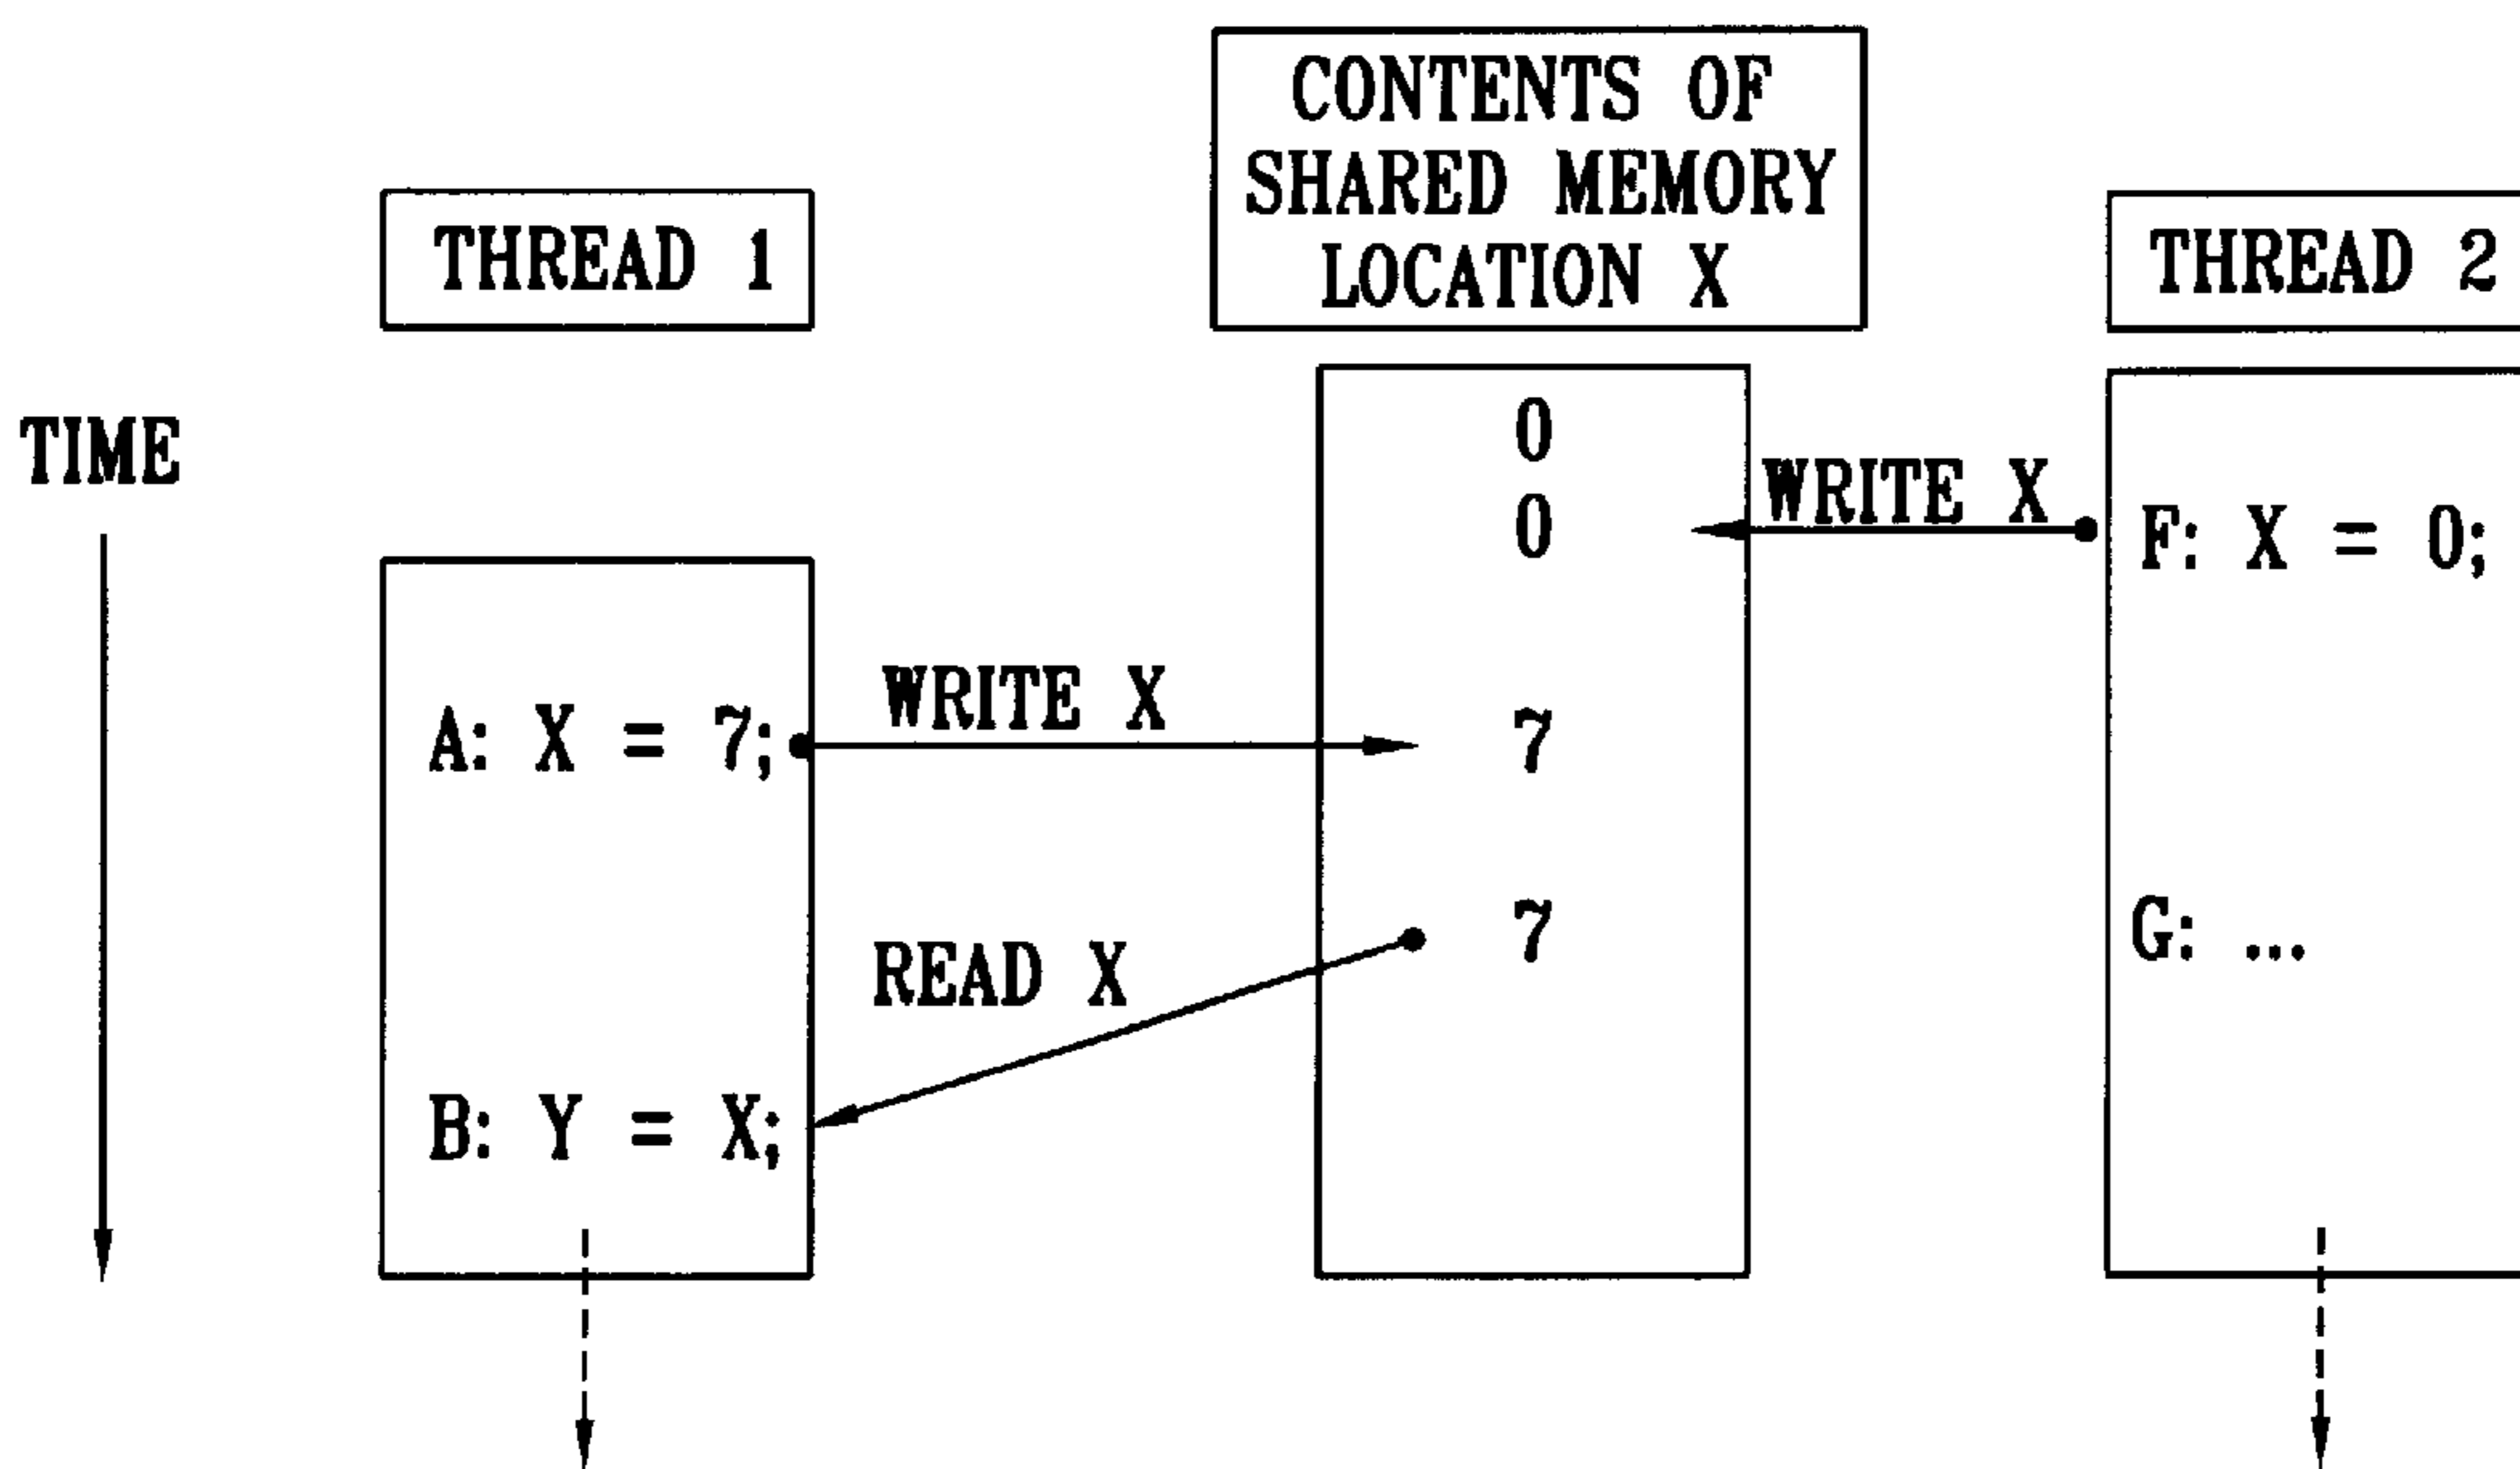 CONTENTS OF
SHARED MEMORY
LOCATION X
THREAD 1
THREAD 2
TIME
0
0
WRITE X
F: X = 0;
A: X = 7;
WRITE X
7
READ X
7
G: ...
B: Y = X;